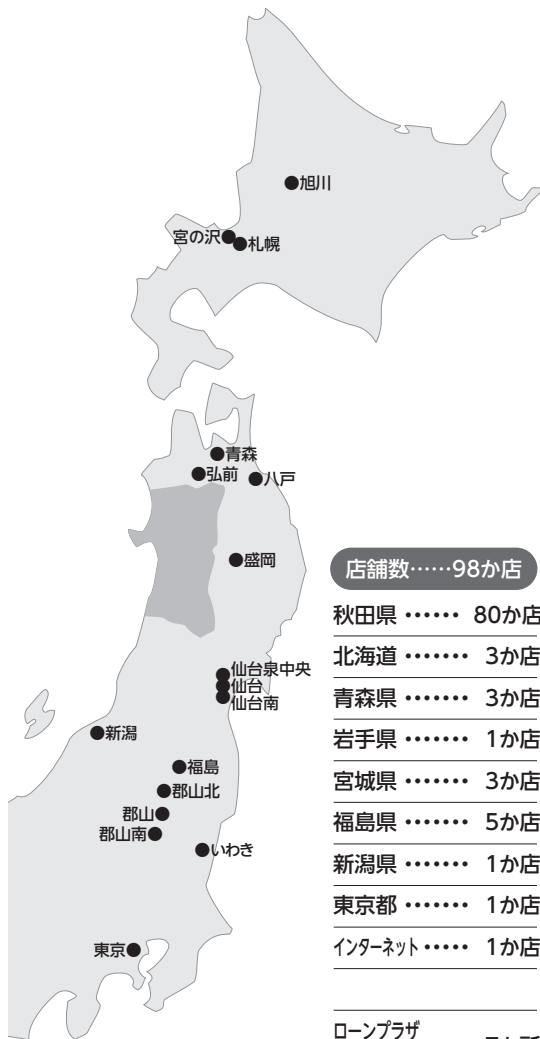 旭川
宮の沢
札幌
青森
弘前
八戸
盛岡
仙台泉中央
仙台
仙台南
新潟
福島
郡山北
郡山
郡山南
いわき
東京
店舗数……98か店
秋田県 …… 80か店
北海道 ……・ 3か店
青森県 ……・ 3か店
岩手県 ……・ 1か店
宮城県 ……・ 3か店
福島県 ……・ 5か店
新潟県 ……・ 1か店
東京都 ……・ 1か店
インターネット ・・・・・ 1か店
ローンプラザ